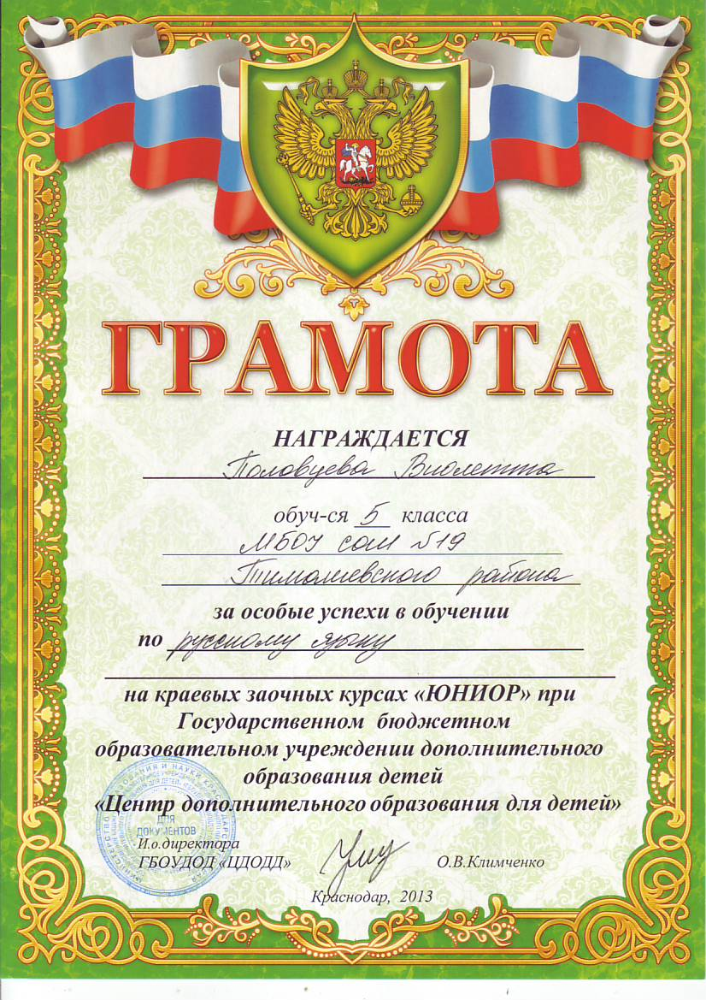 ГРАМОТА
НАГРАЖДАЕТСЯ
Половцева Виолетта
обуч-ся 5 класса
МБОУ СОШ №19
Тимашевского района
за особые успехи в обучении
по русскому языку
на краевых заочных курсах «ЮНИОР» при
Государственном бюджетном
образовательном учреждении дополнительного
образования детей
«Центр дополнительного образования для детей»
ДЛЯ
ДОКУМЕНТОВ
И.о.директора
ГБОУДОД «ЦДОДД»
О.В.Климченко
Краснодар, 2013